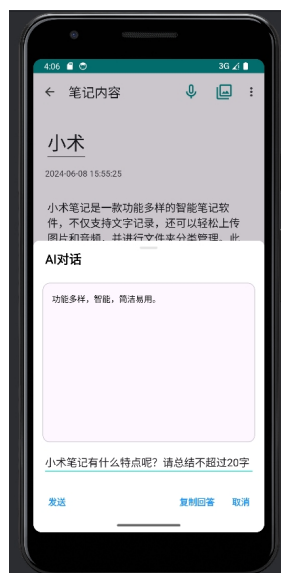 4:06
3G
笔记内容
小术
2024-06-08 15:55:25
小术笔记是一款功能多样的智能笔记软
件，不仅支持文字记录，还可以轻松上传
图片和音频，并进行文件夹分类管理。此
AI对话
功能多样，智能，简洁易用。
小术笔记有什么特点呢？请总结不超过20字
发送
复制回答
取消